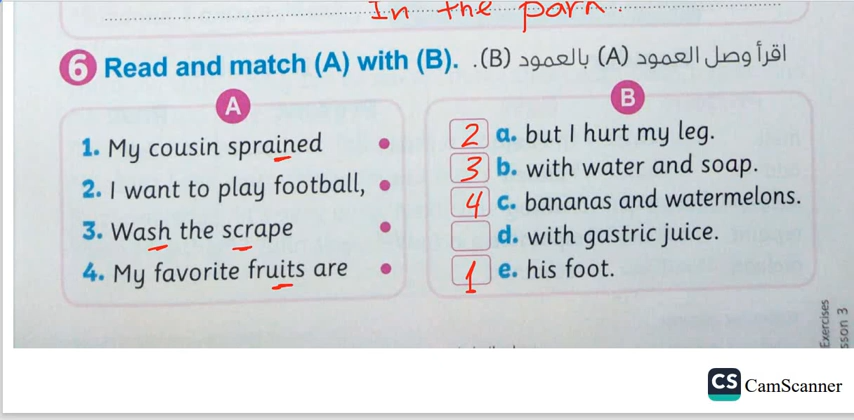 In the park.
6 Read and match (A) with (B). اقرأ وصل العمود (A) بالعمود (B).
A
1. My cousin sprained
2. I want to play football,
3. Wash the scrape
4. My favorite fruits are
B
2 a. but I hurt my leg.
3 b. with water and soap.
4 c. bananas and watermelons.
d. with gastric juice.
1 e. his foot.
Exercises
sson 3
CS CamScanner